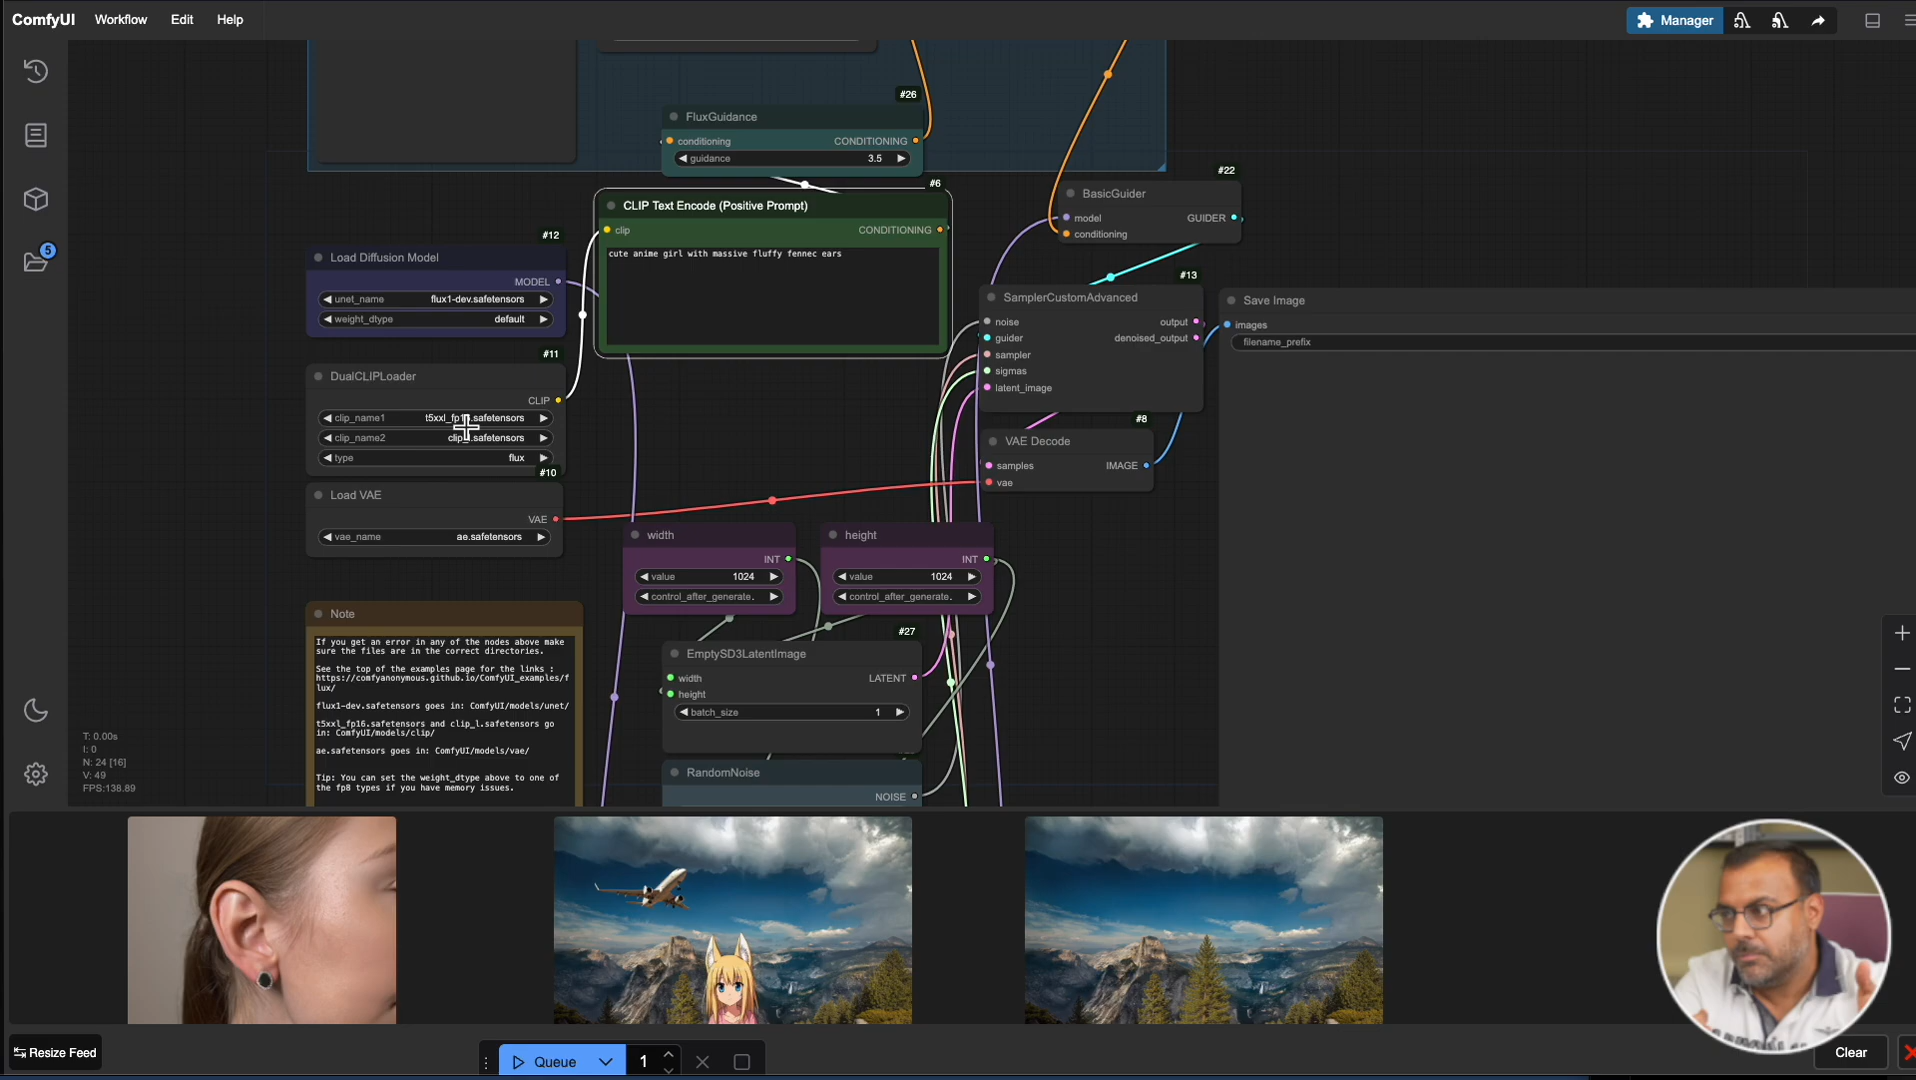 ComfyUI
Workflow
Edit
Help
Manager
5
#26
FluxGuidance
conditioning
CONDITIONING
guidance
3.5
#6
CLIP Text Encode (Positive Prompt)
clip
CONDITIONING
cute anime girl with massive fluffy fennec ears
#22
BasicGuider
model
GUIDER
conditioning
#12
Load Diffusion Model
MODEL
unet_name
flux1-dev.safetensors
weight_dtype
default
#13
SamplerCustomAdvanced
noise
output
guider
denoised_output
sampler
sigmas
latent_image
Save Image
images
filename_prefix
#11
DualCLIPLoader
CLIP
clip_name1
clip_name2
type
flux
#8
VAE Decode
samples
IMAGE
vae
#10
Load VAE
VAE
vae_name
ae.safetensors
width
INT
value
1024
control_after_generate.
height
INT
value
1024
control_after_generate.
Note
If you get an error in any of the nodes above make
sure the files are in the correct directories.
See the top of the examples page for the links :
https://comfyanonymous.github.io/ComfyUI_examples/f
lux/
flux1-dev.safetensors goes in: ComfyUI/models/unet/
t5xxl_fp16.safetensors and clip_l.safetensors go
in: ComfyUI/models/clip/
ae.safetensors goes in: ComfyUI/models/vae/
Tip: You can set the weight_dtype above to one of
the fp8 types if you have memory issues.
#27
EmptySD3LatentImage
width
LATENT
height
batch_size
1
RandomNoise
NOISE
T: 0.00s
I: 0
N: 24 [16]
V: 49
FPS:138.89
Resize Feed
Queue
1
Clear